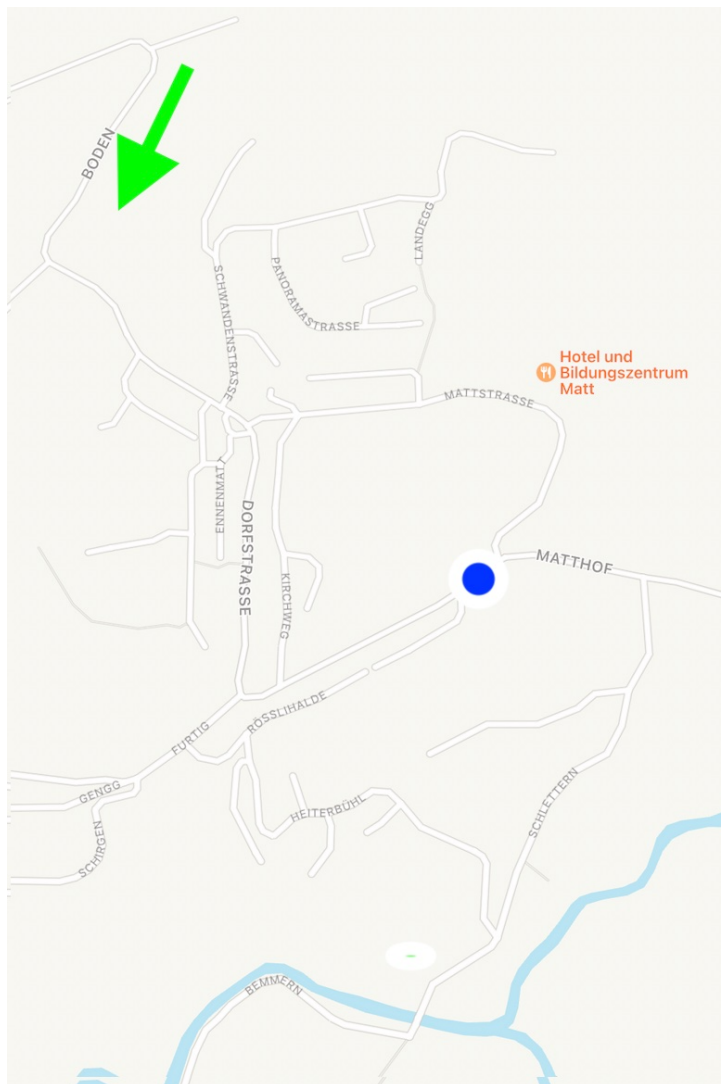 BODEN
LANDEGG
SCHWANDENSTRASSE
PANORAMASTRASSE
Hotel und
Bildungszentrum
Matt
MATTSTRASSE
ENNENMATT
DORFSTRASSE
MATTHOF
KIRCHWEG
RÖSSLIHALDE
FURTIG
GENGG
HEITERBÜHL
SCHLETTERN
SCHIRGEN
BEMMERN